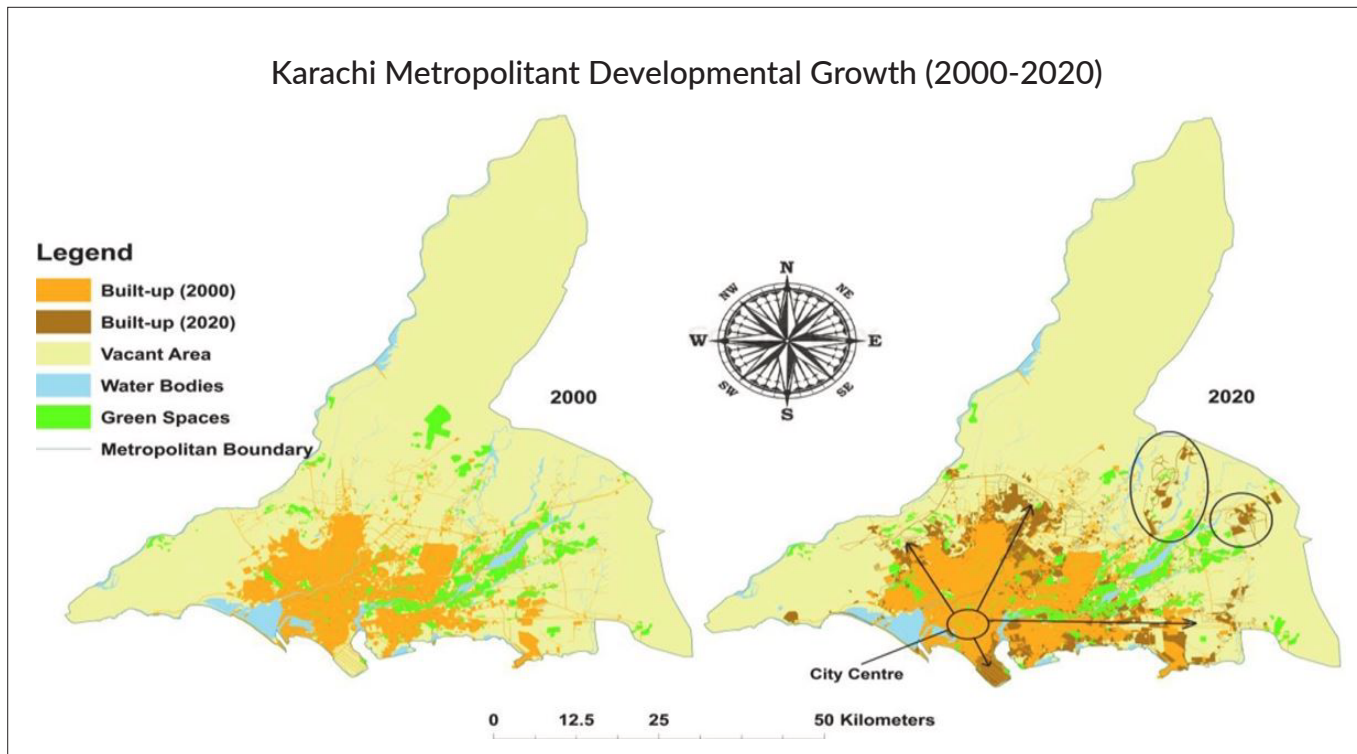 Karachi Metropolitant Developmental Growth (2000-2020)
Legend
Built-up (2000)
Built-up (2020)
Vacant Area
Water Bodies
Green Spaces
Metropolitan Boundary
2000
N
NW
NE
W
E
SW
SE
S
2020
City Centre
0 12.5 25 50 Kilometers